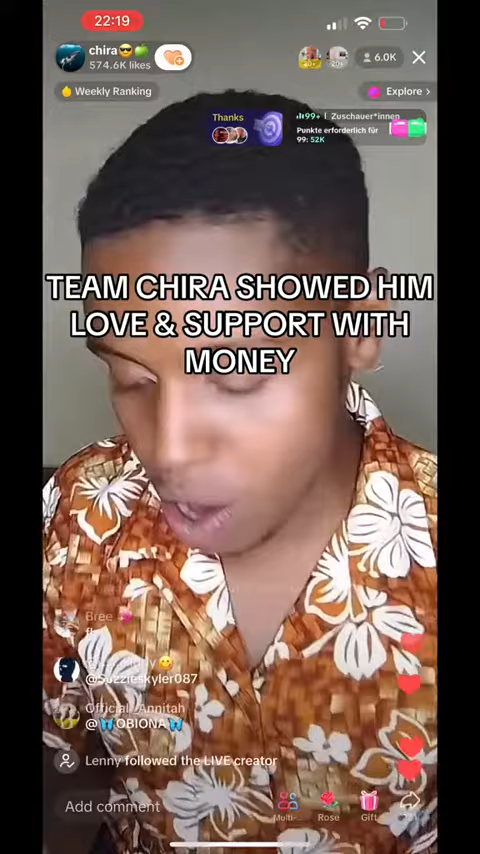 22:19
chira😎🍏
574.6K likes
6.0K
Weekly Ranking
Explore >
Thanks
99+ | Zuschauer*innen
Punkte erforderlich für
99: 52K
TEAM CHIRA SHOWED HIM
LOVE & SUPPORT WITH
MONEY
Bree
@Suzzieskyler087
Official_Annitah
@🦋OBIONA🦋
Lenny followed the LIVE creator
Add comment
Multi-...
Rose
Gift